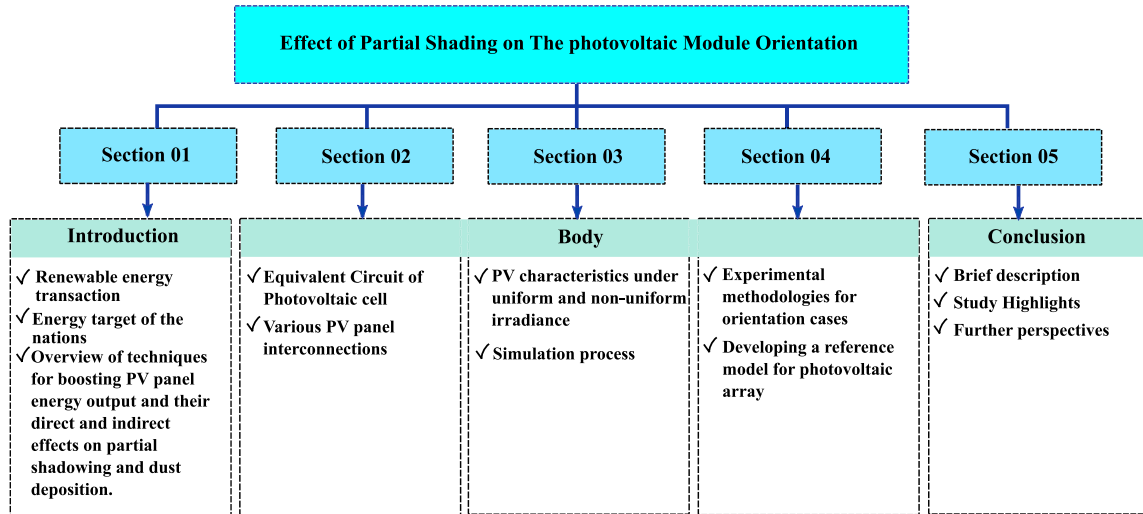 Effect of Partial Shading on The photovoltaic Module Orientation
Section 01
Section 02
Section 03
Section 04
Section 05
Introduction
Body
Conclusion
✓ Renewable energy
transaction
✓ Energy target of the
nations
✓ Overview of techniques
for boosting PV panel
energy output and their
direct and indirect
effects on partial
shadowing and dust
deposition.
✓ Equivalent Circuit of
Photovoltaic cell
✓ Various PV panel
interconnections
✓ PV characteristics under
uniform and non-uniform
irradiance
✓ Simulation process
✓ Experimental
methodologies for
orientation cases
✓ Developing a reference
model for photovoltaic
array
✓ Brief description
✓ Study Highlights
✓ Further perspectives